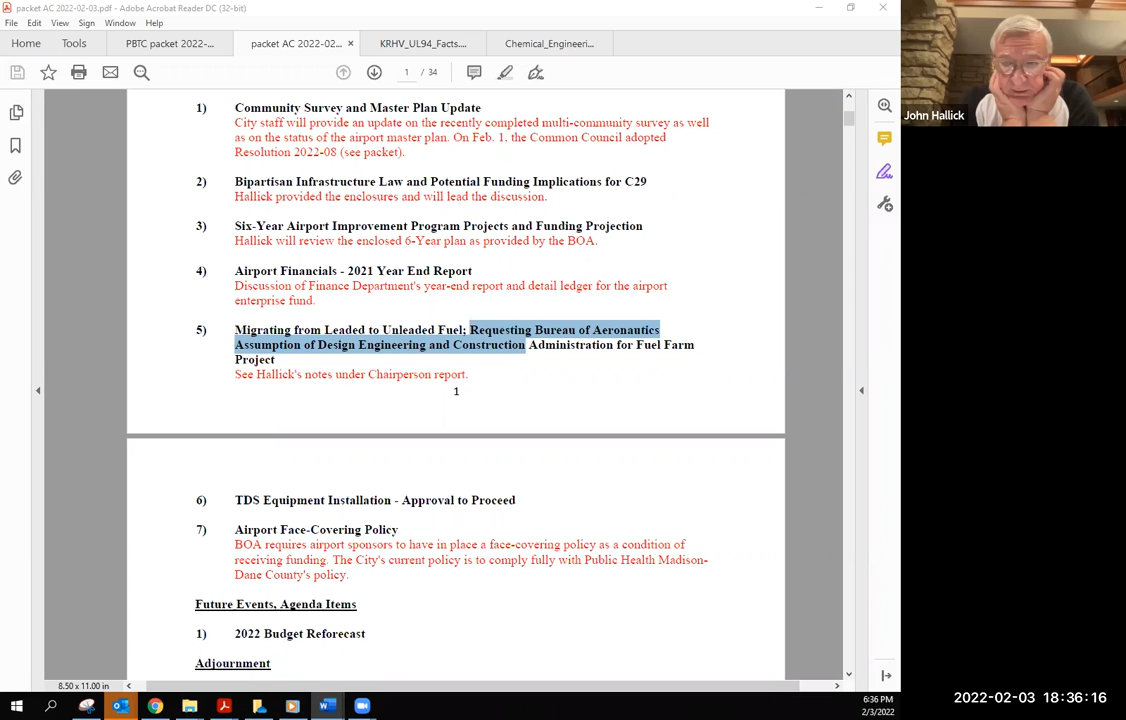 packet AC 2022-02-03.pdf - Adobe Acrobat Reader DC (32-bit)
File Edit View Sign Window Help
Home Tools PBTC packet 2022-... packet AC 2022-02... × KRHV_UL94_Facts.... Chemical_Engineeri...
1 / 34
1) Community Survey and Master Plan Update
City staff will provide an update on the recently completed multi-community survey as well
as on the status of the airport master plan. On Feb. 1. the Common Council adopted
Resolution 2022-08 (see packet).
2) Bipartisan Infrastructure Law and Potential Funding Implications for C29
Hallick provided the enclosures and will lead the discussion.
3) Six-Year Airport Improvement Program Projects and Funding Projection
Hallick will review the enclosed 6-Year plan as provided by the BOA.
4) Airport Financials - 2021 Year End Report
Discussion of Finance Department's year-end report and detail ledger for the airport
enterprise fund.
5) Migrating from Leaded to Unleaded Fuel; Requesting Bureau of Aeronautics
Assumption of Design Engineering and Construction Administration for Fuel Farm
Project
See Hallick's notes under Chairperson report.
1
6) TDS Equipment Installation - Approval to Proceed
7) Airport Face-Covering Policy
BOA requires airport sponsors to have in place a face-covering policy as a condition of
receiving funding. The City's current policy is to comply fully with Public Health Madison-
Dane County's policy.
Future Events, Agenda Items
1) 2022 Budget Reforecast
Adjournment
8.50 x 11.00 in
John Hallick
6:36 PM
2/3/2022
2022-02-03 18:36:16